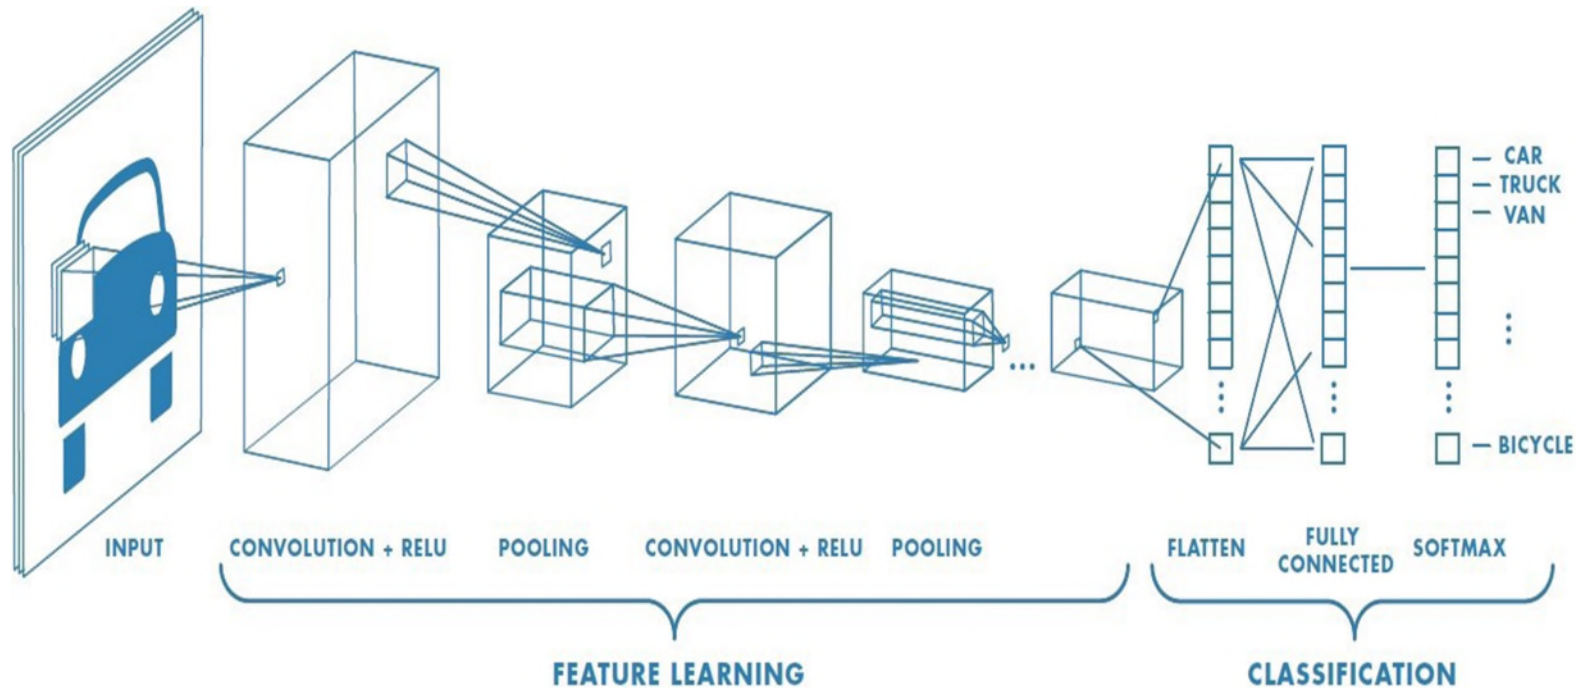 CAR
TRUCK
VAN
BICYCLE
INPUT
CONVOLUTION + RELU
POOLING
CONVOLUTION + RELU
POOLING
FLATTEN
FULLY
CONNECTED
SOFTMAX
FEATURE LEARNING
CLASSIFICATION